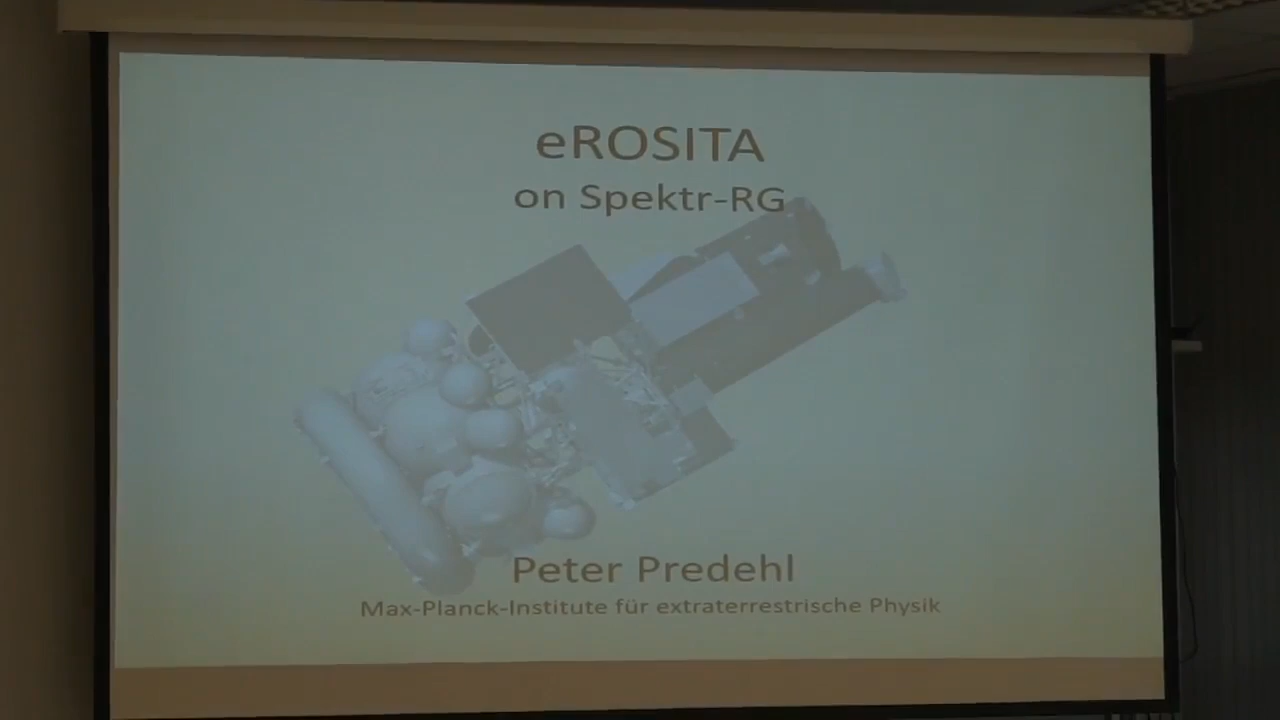 eROSITA
on Spektr-RG
Peter Predehl
Max-Planck-Institute für extraterrestrische Physik